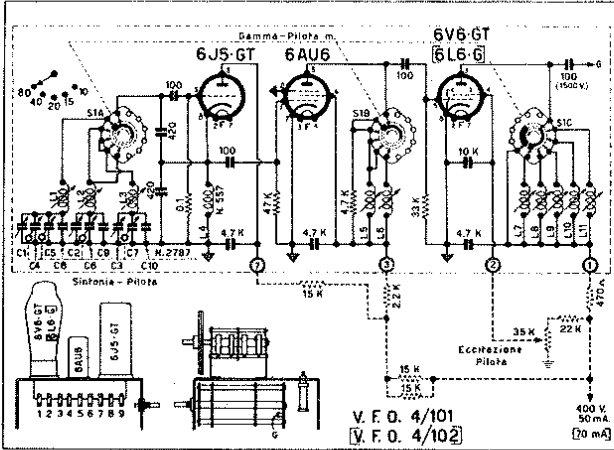 Gamma-Pilota m.
6J5-GT
6AU6
6V6-GT
[6L6-G]
80 40 20 15 10
S1A
100
420
420
100
0.1
L1
L2
L3
L4
N. 557
4.7 K
47 K
100
S1B
4.7 K
L5
L6
33 K
10 K
4.7 K
100
(1500 V.)
G
S1C
L7
L8
L9
L10
L11
C1
C4
C5
C6
C2
C6
C9
C3
C7
C10
N.2787
Sintonia - Pilota
7
3
2
1
15 K
2.2 K
470
22 K
35 K
Eccitazione
Pilota
15 K
15 K
400 V.
50 mA.
[70 mA]
6V6-GT
[6L6-G]
6AU6
6J5-GT
1 2 3 4 5 6 7 8 9
G
V. F. O. 4/101
[V. F. O. 4/102]